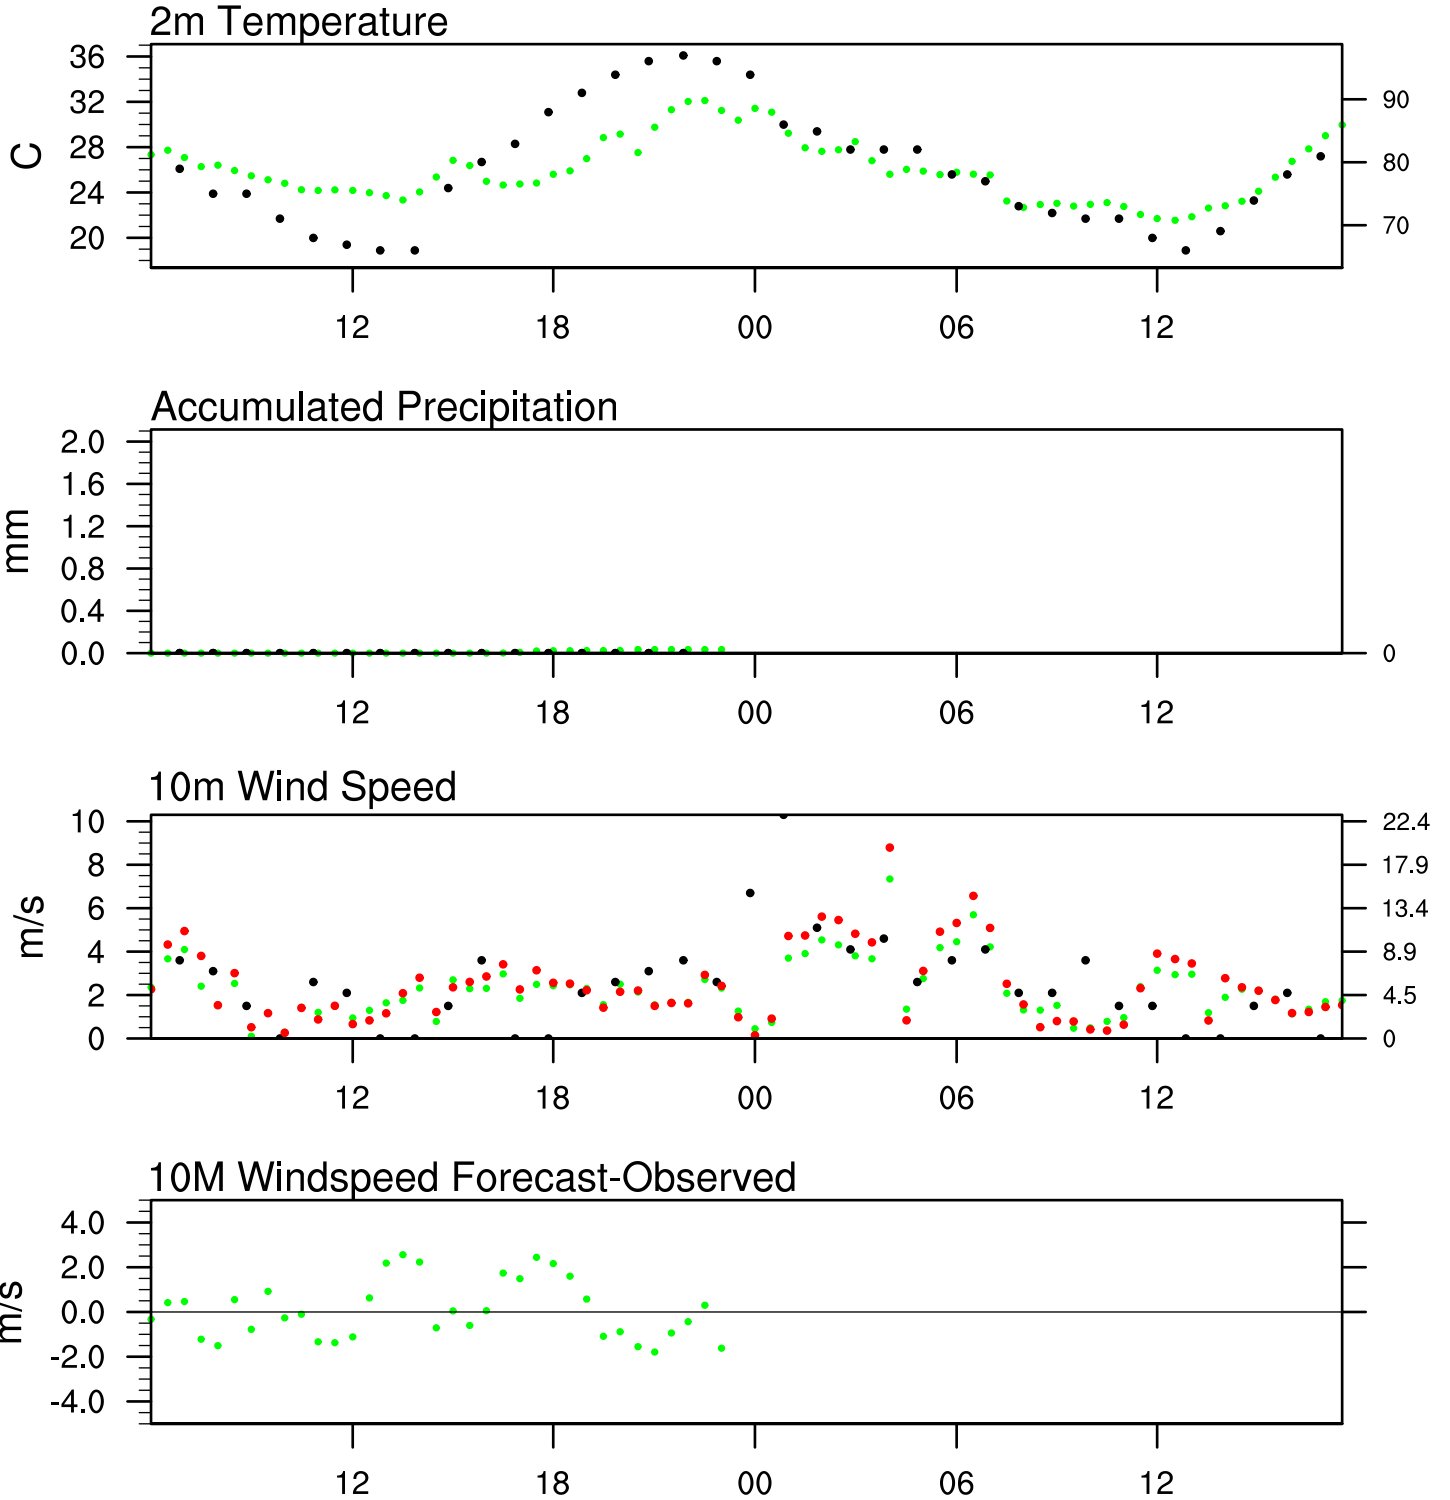 2m Temperature
36
32
28
24
20
C
90
80
70
12 18 00 06 12
Accumulated Precipitation
2.0
1.6
1.2
0.8
0.4
0.0
mm
0
12 18 00 06 12
10m Wind Speed
10
8
6
4
2
0
m/s
22.4
17.9
13.4
8.9
4.5
0
12 18 00 06 12
10M Windspeed Forecast-Observed
4.0
2.0
0.0
-2.0
-4.0
m/s
12 18 00 06 12